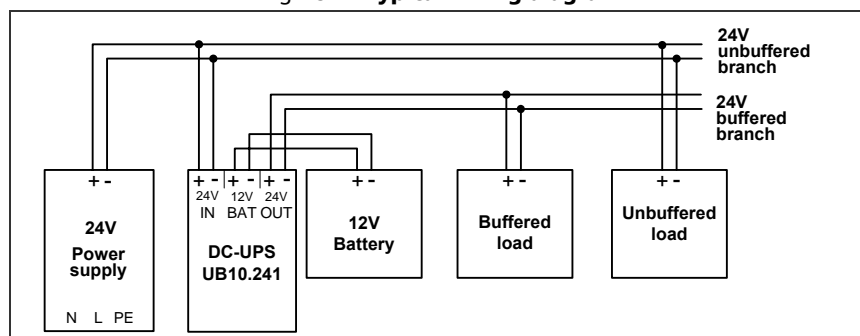 24V
unbuffered
branch
24V
buffered
branch
+ -
24V
Power
supply
N L PE
+ - + - + -
24V 12V 24V
IN BAT OUT
DC-UPS
UB10.241
+ -
12V
Battery
+ -
Buffered
load
+ -
Unbuffered
load